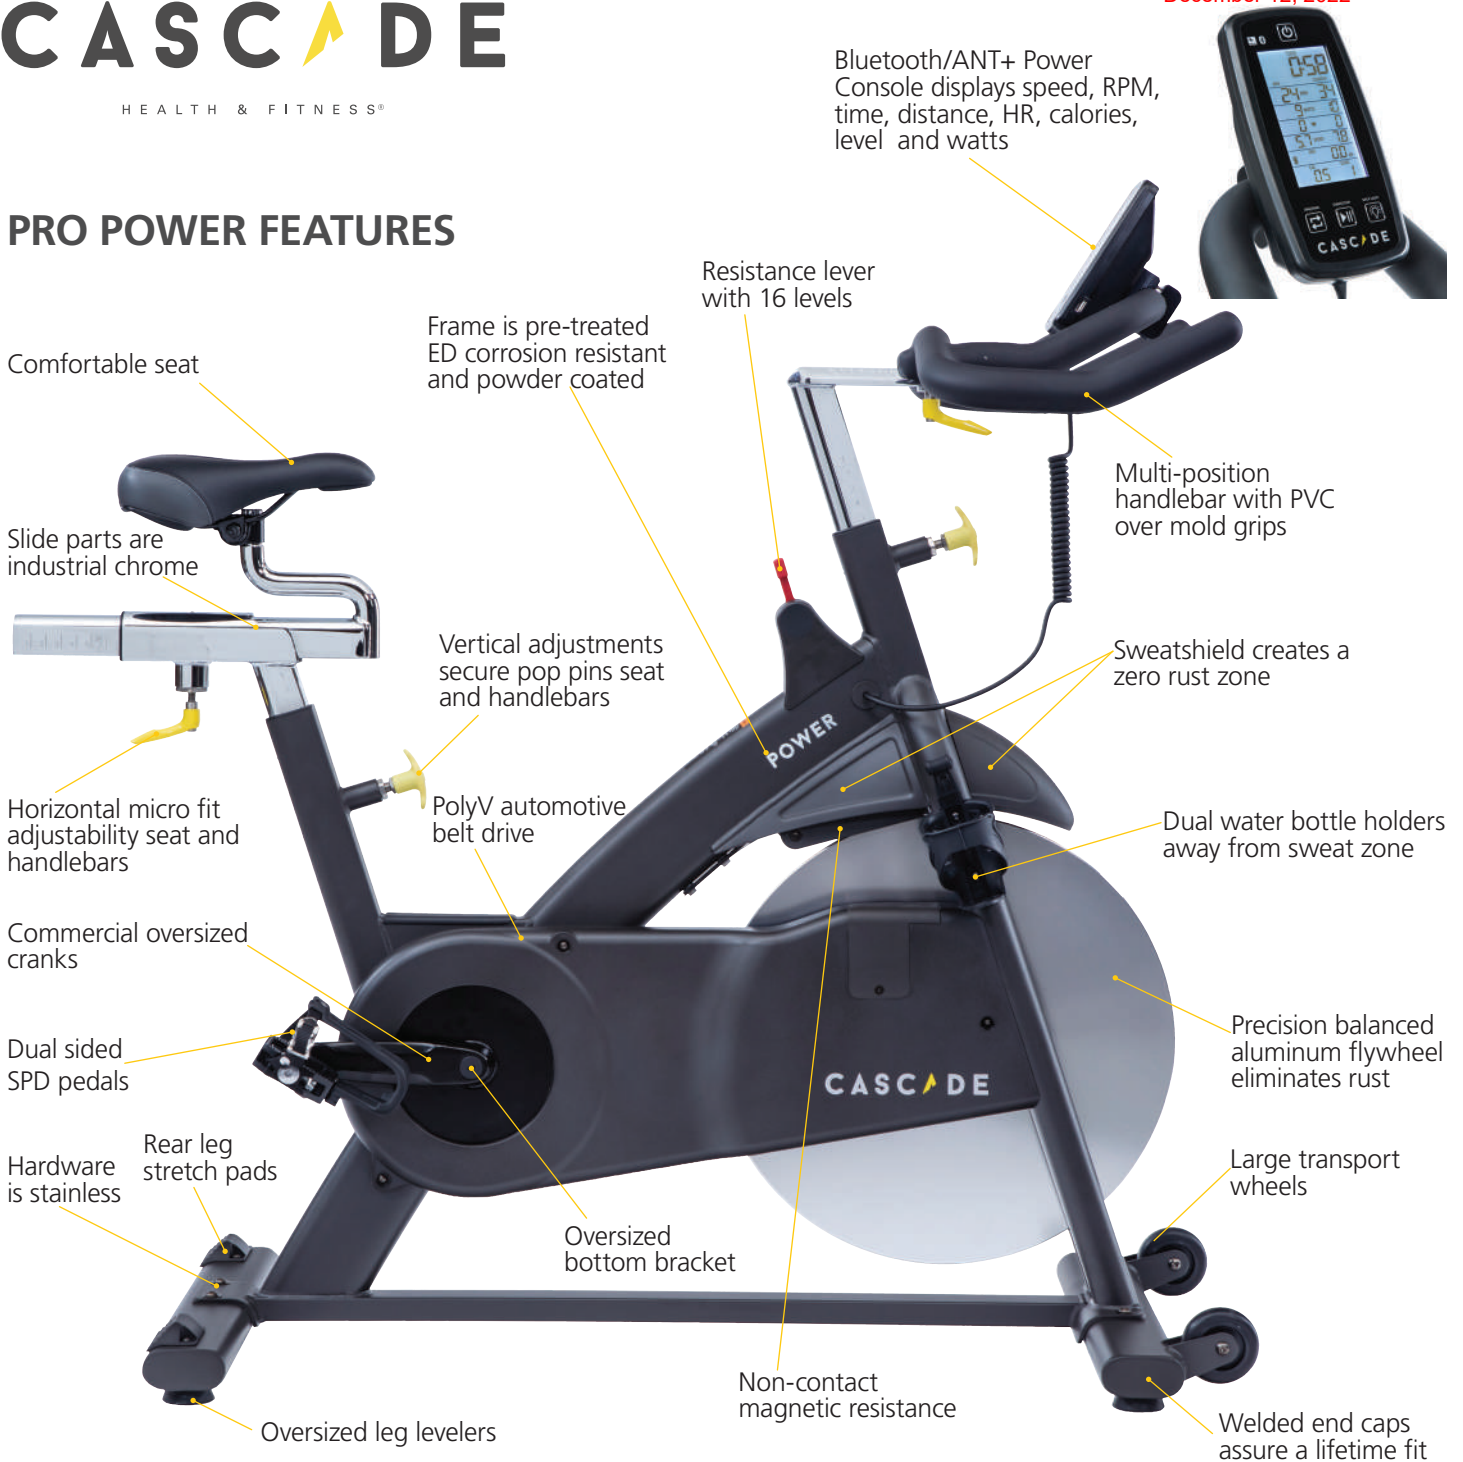 CASCADE
HEALTH & FITNESS®
December 12, 2022
PRO POWER FEATURES
Bluetooth/ANT+ Power
Console displays speed, RPM,
time, distance, HR, calories,
level and watts
0:58
CASCADE
Resistance lever
with 16 levels
Frame is pre-treated
ED corrosion resistant
and powder coated
Comfortable seat
Multi-position
handlebar with PVC
over mold grips
Slide parts are
industrial chrome
Vertical adjustments
secure pop pins seat
and handlebars
Sweatshield creates a
zero rust zone
POWER
Horizontal micro fit
adjustability seat and
handlebars
PolyV automotive
belt drive
Dual water bottle holders
away from sweat zone
Commercial oversized
cranks
Dual sided
SPD pedals
Precision balanced
aluminum flywheel
eliminates rust
CASCADE
Rear leg
stretch pads
Hardware
is stainless
Large transport
wheels
Oversized
bottom bracket
Non-contact
magnetic resistance
Oversized leg levelers
Welded end caps
assure a lifetime fit